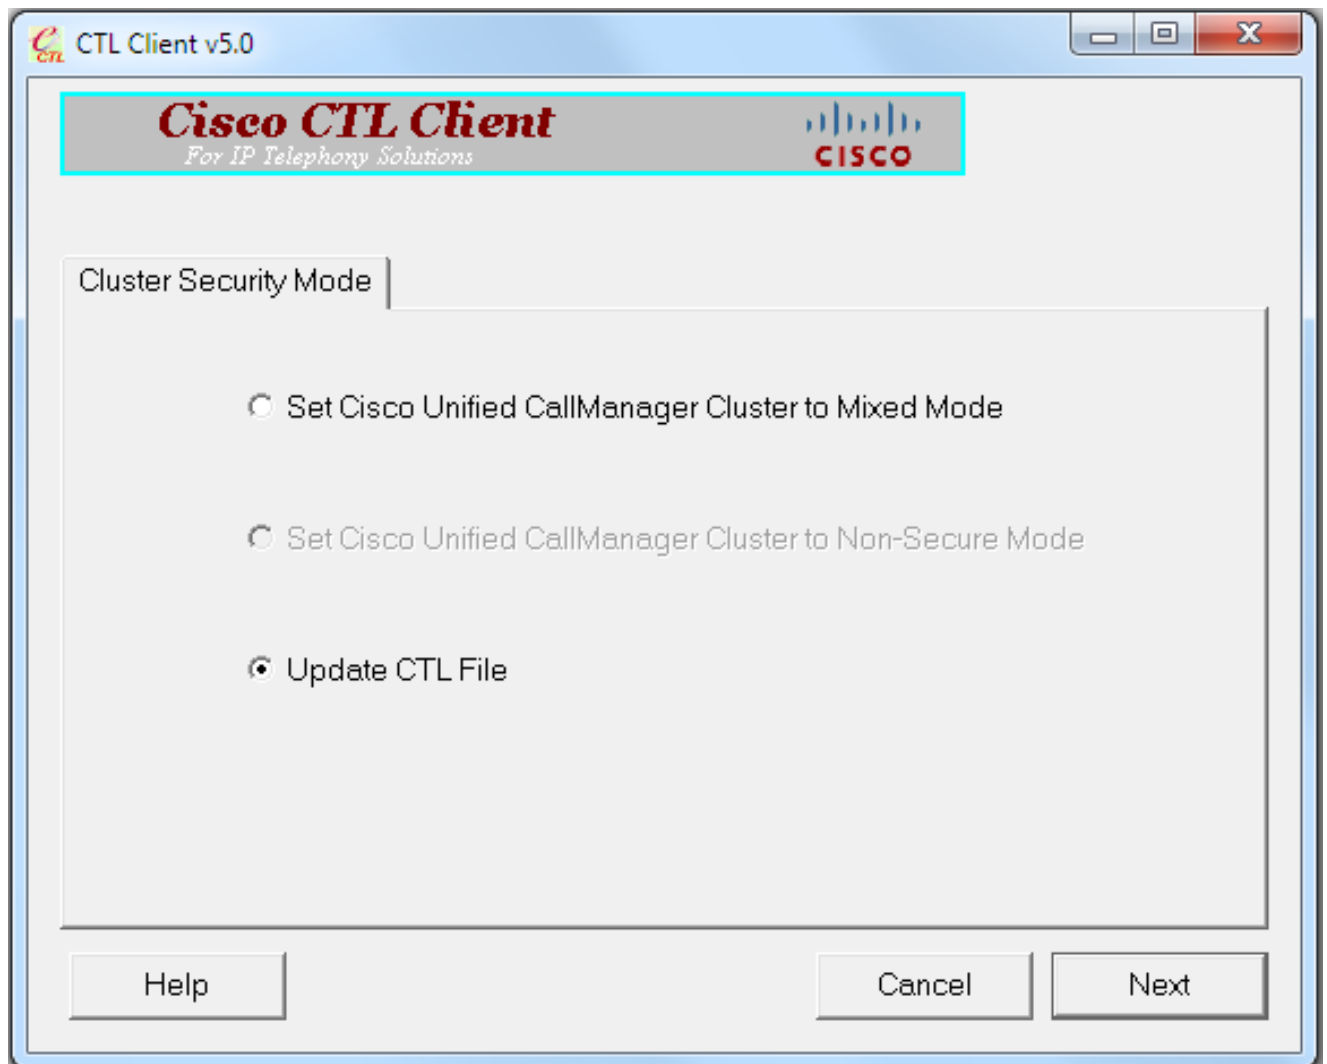 CTL Client v5.0
Cisco CTL Client
For IP Telephony Solutions
CISCO
Cluster Security Mode
Set Cisco Unified CallManager Cluster to Mixed Mode
Set Cisco Unified CallManager Cluster to Non-Secure Mode
Update CTL File
Help
Cancel
Next